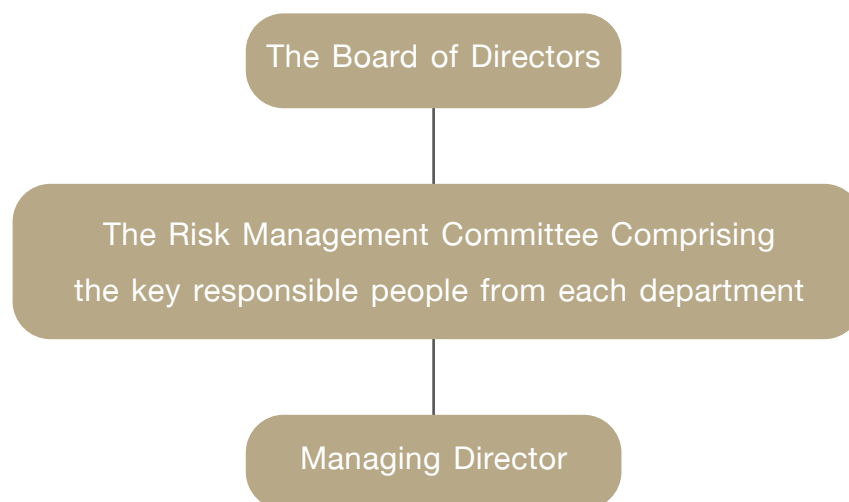 The Board of Directors
The Risk Management Committee Comprising
the key responsible people from each department
Managing Director